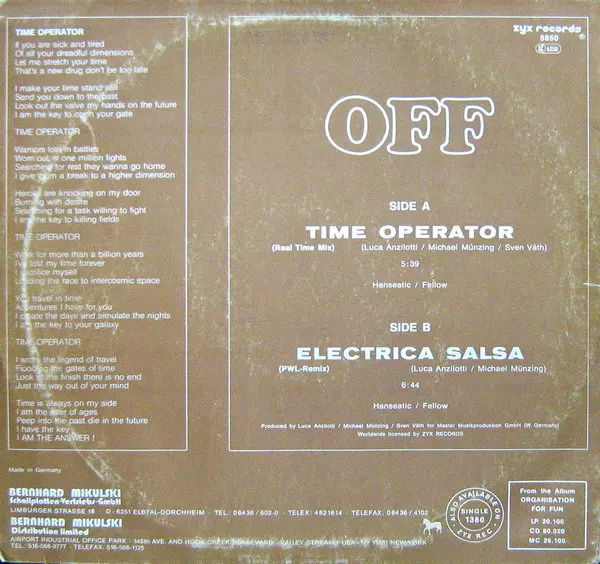 TIME OPERATOR
If you are sick and tired
Of all your dreadful dimensions
Let me stretch your time
That's a new drug don't be too late
I make your time stand still
Send you down to the past
Look out the valve my hands on the future
I am the key to open your gate
TIME OPERATOR
Warriors lost in battles
Worn out in one million fights
Searching for rest they wanna go home
I give them a break to a higher dimension
Heroes are knocking on my door
Burning with desire
Searching for a task willing to fight
I am the key to killing fields
TIME OPERATOR
Work for more than a billion years
I've lost my time forever
I sacrifice myself
Leading the race to intercosmic space
You travel in time
Adventures I have for you
I create the days and simulate the nights
I am the key to your galaxy
TIME OPERATOR
I wrote the legend of travel
Flooding the gates of time
Look at the finish there is no end
Just the way out of your mind
Time is always on my side
I am the rider of ages
Peep into the past die in the future
I have the key
I AM THE ANSWER !
zyx records
5850
OFF
SIDE A
TIME OPERATOR
(Real Time Mix) (Luca Anzilotti / Michael Münzing / Sven Väth)
5:39
Hanseatic / Fellow
SIDE B
ELECTRICA SALSA
(PWL-Remix) (Luca Anzilotti / Michael Münzing)
6:44
Hanseatic / Fellow
Produced by Luca Anzilotti / Michael Münzing / Sven Väth for Master Musikproduktion GmbH (W. Germany)
Worldwide licensed by ZYX RECORDS
Made in Germany
BERNHARD MIKULSKI
Schallplatten-Vertriebs-GmbH
LIMBURGER STRASSE 18 - D - 6251 ELBTAL-DORCHHEIM - TEL.: 06436 / 602-0 - TELEX: 4821614 - TELEFAX: 06436 / 4102
BERNHARD MIKULSKI
Distribution limited
AIRPORT INDUSTRIAL OFFICE PARK - 145th AVE. AND HOOK CREEK BOULEVARD - VALLEY STREAM - USA - NY 11581 NEW YORK
TEL.: 516-568-3777 - TELEFAX: 516-568-1125
ALSO AVAILABLE ON
SINGLE
1380
ZYX REC.
From the Album
ORGANISATION
FOR FUN
LP 20.100
CD 80.020
MC 26.100